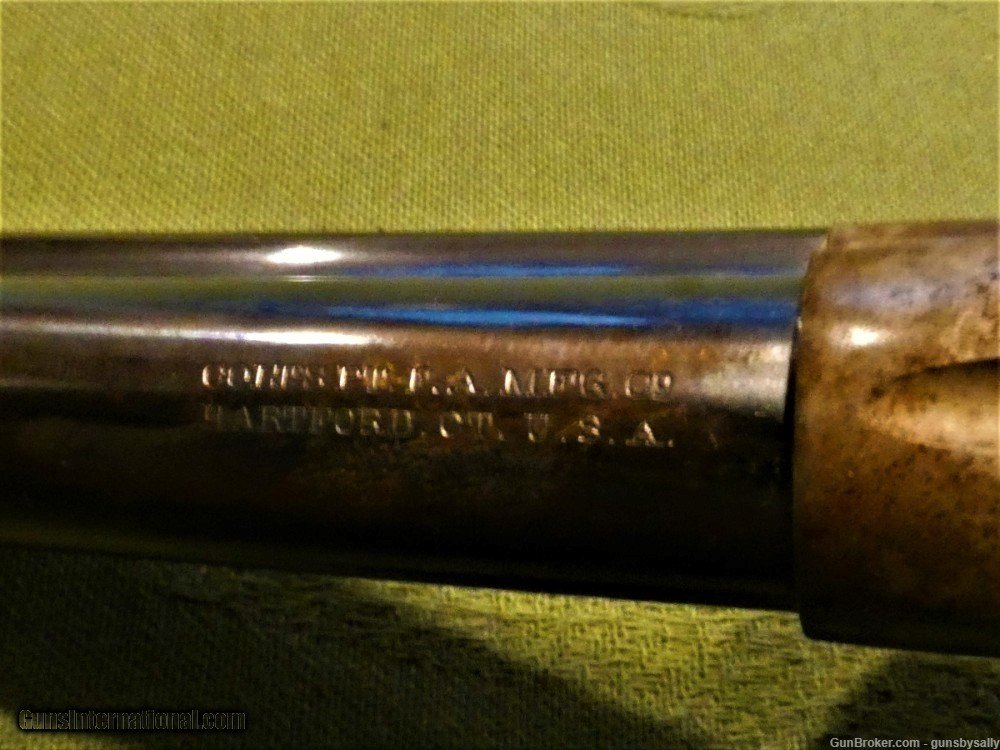 COLT'S PT. F. A. MFG. CO
HARTFORD, CT. U.S.A.
GunsInternational.com
GunBroker.com - gunsbysally